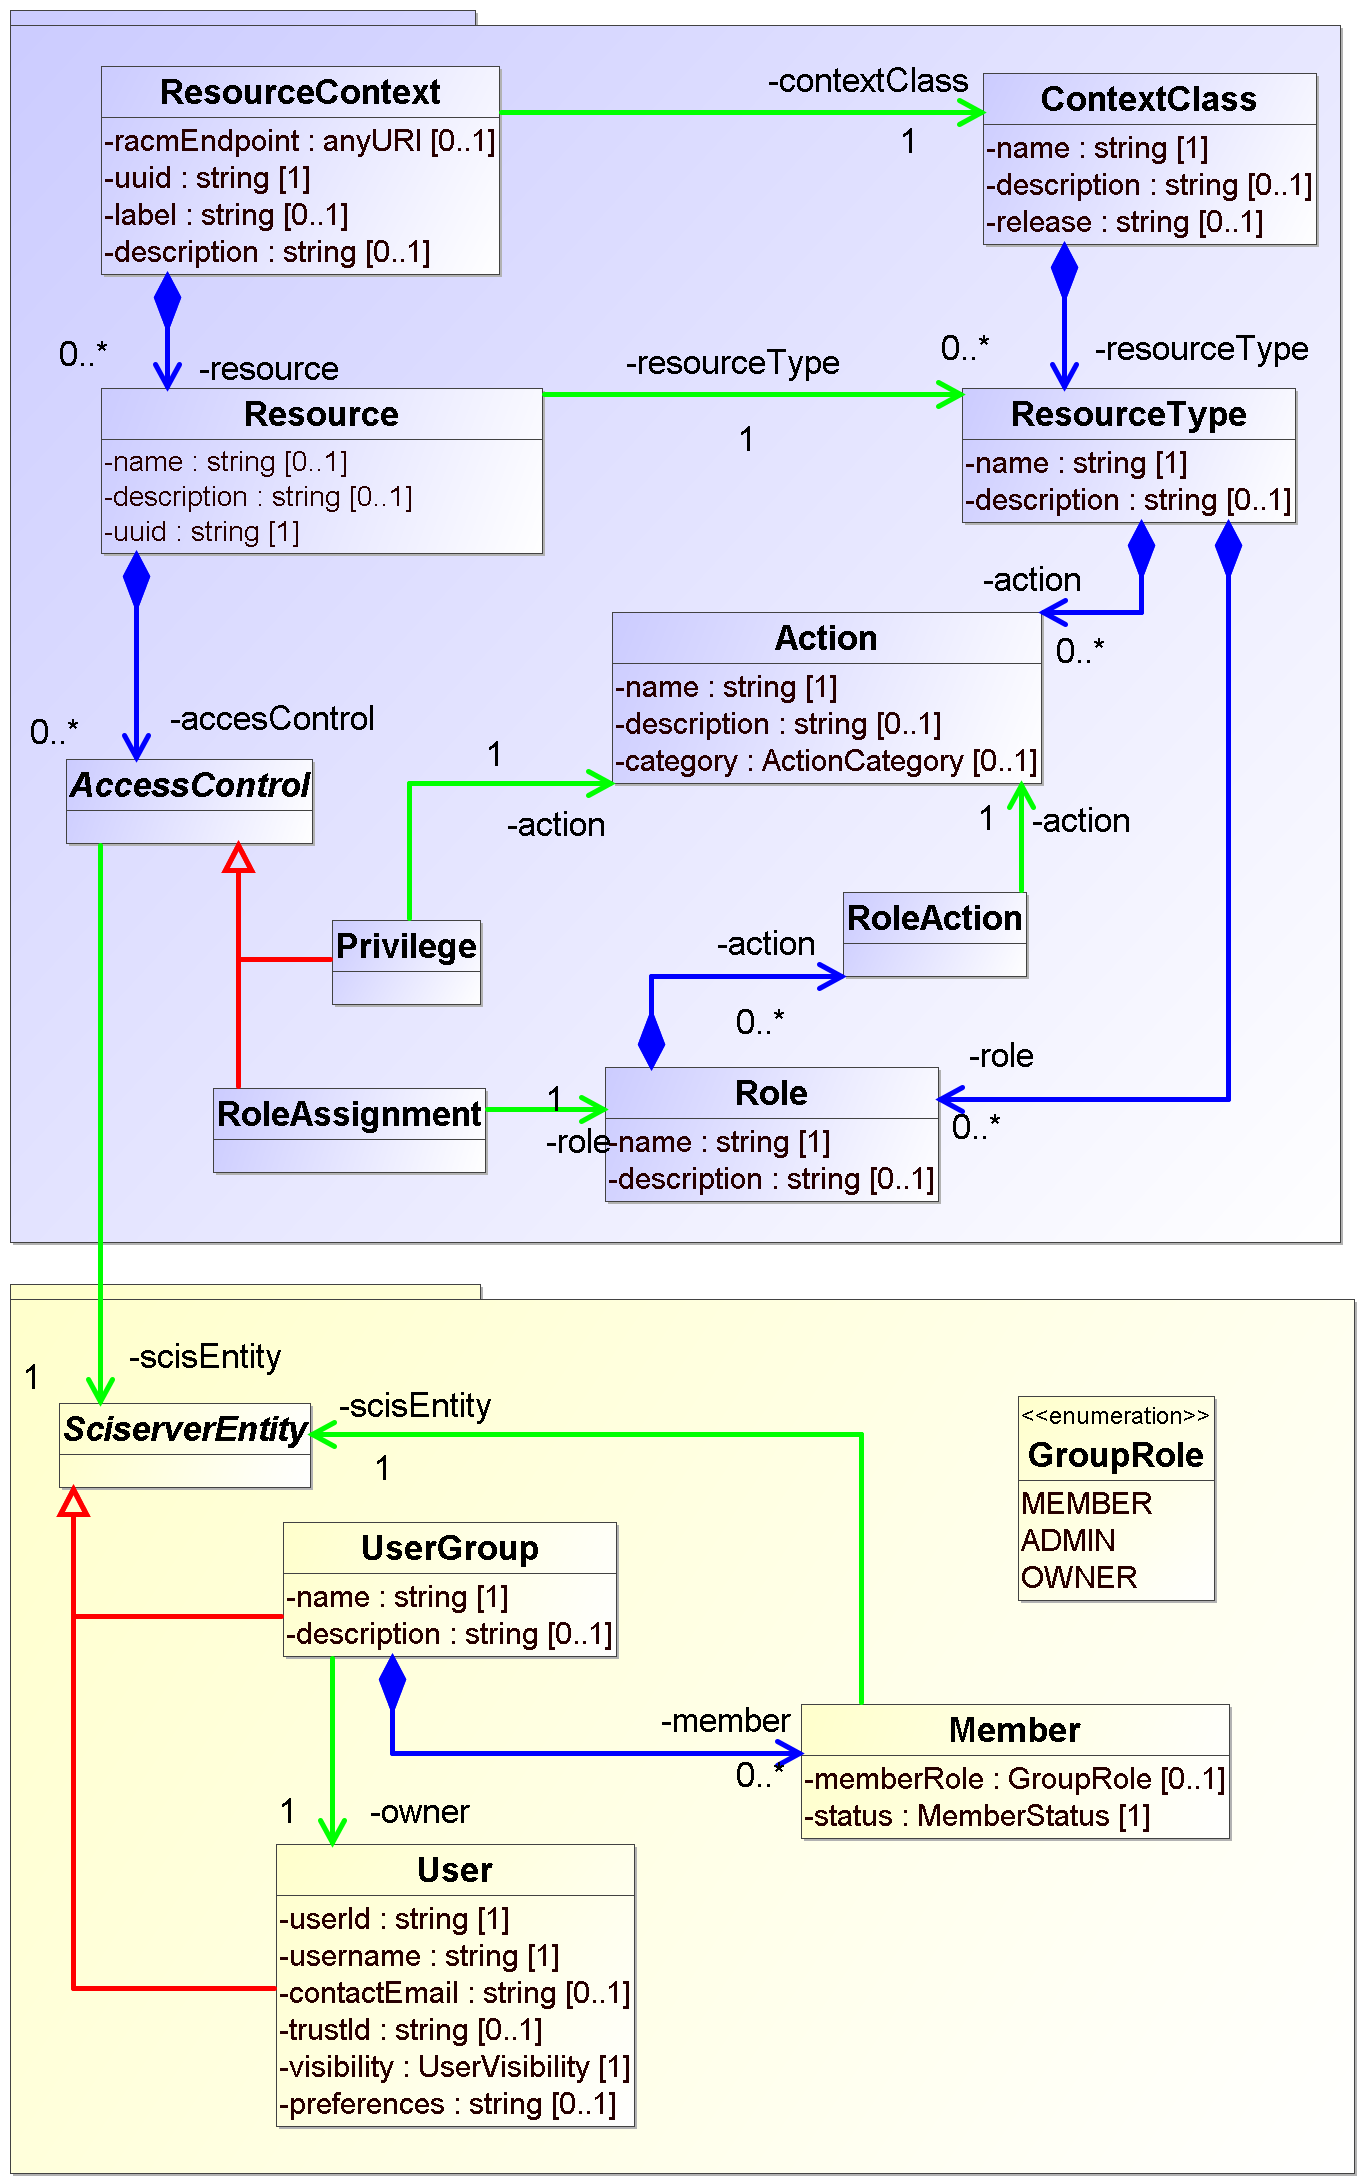 ResourceContext
-racmEndpoint : anyURI [0..1]
-uuid : string [1]
-label : string [0..1]
-description : string [0..1]
-contextClass
1
ContextClass
-name : string [1]
-description : string [0..1]
-release : string [0..1]
0..*
-resource
0..*
-resourceType
-resourceType
1
Resource
-name : string [0..1]
-description : string [0..1]
-uuid : string [1]
ResourceType
-name : string [1]
-description : string [0..1]
-action
0..*
Action
-name : string [1]
-description : string [0..1]
-category : ActionCategory [0..1]
0..*
-accesControl
AccessControl
1
-action
1
-action
RoleAction
Privilege
-action
0..*
-role
0..*
RoleAssignment
1
-role
Role
-name : string [1]
-description : string [0..1]
1
-scisEntity
SciserverEntity
-scisEntity
1
<<enumeration>>
GroupRole
MEMBER
ADMIN
OWNER
UserGroup
-name : string [1]
-description : string [0..1]
-member
0..*
Member
-memberRole : GroupRole [0..1]
-status : MemberStatus [1]
1
-owner
User
-userId : string [1]
-username : string [1]
-contactEmail : string [0..1]
-trustId : string [0..1]
-visibility : UserVisibility [1]
-preferences : string [0..1]